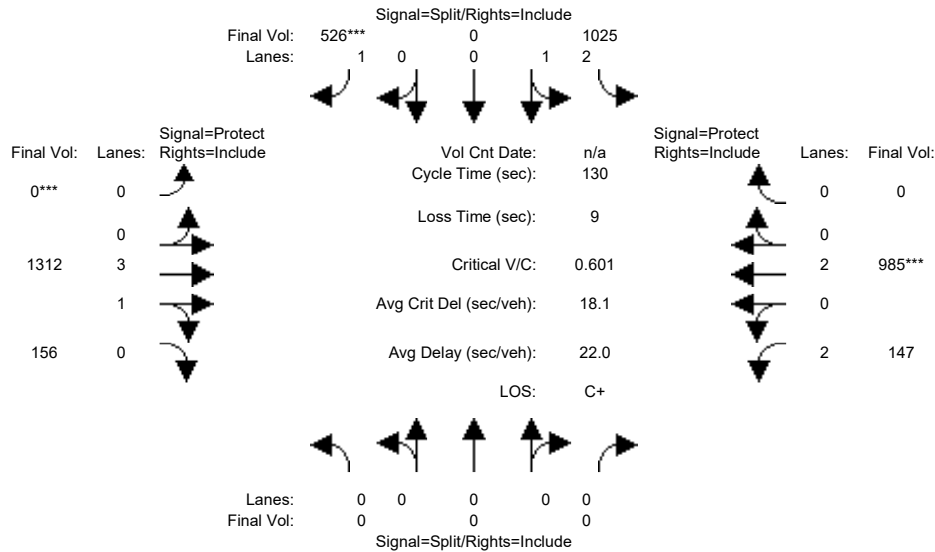 Signal=Split/Rights=Include
Final Vol: 526*** 0 1025
Lanes: 1 0 0 1 2
Signal=Protect Signal=Protect
Final Vol: Lanes: Rights=Include Vol Cnt Date: n/a Rights=Include Lanes: Final Vol:
Cycle Time (sec): 130
0*** 0 0 0
Loss Time (sec): 9
0 0
1312 3 Critical V/C: 0.601 2 985***
1 Avg Crit Del (sec/veh): 18.1 0
156 0 Avg Delay (sec/veh): 22.0 2 147
LOS: C+
Lanes: 0 0 0 0 0
Final Vol: 0 0 0
Signal=Split/Rights=Include